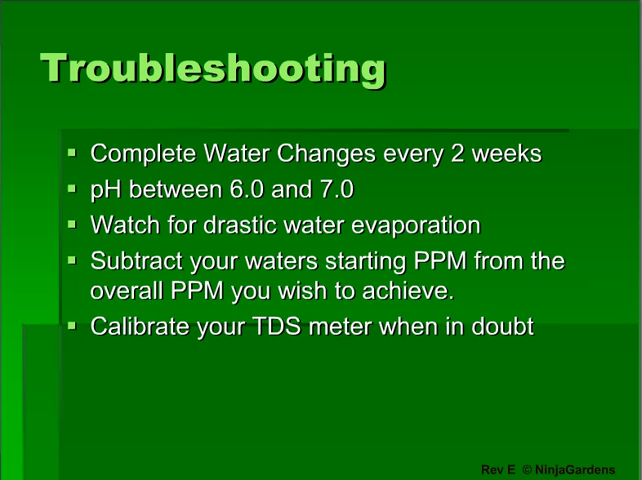 Troubleshooting
▪ Complete Water Changes every 2 weeks
▪ pH between 6.0 and 7.0
▪ Watch for drastic water evaporation
▪ Subtract your waters starting PPM from the
overall PPM you wish to achieve.
▪ Calibrate your TDS meter when in doubt
Rev E © NinjaGardens